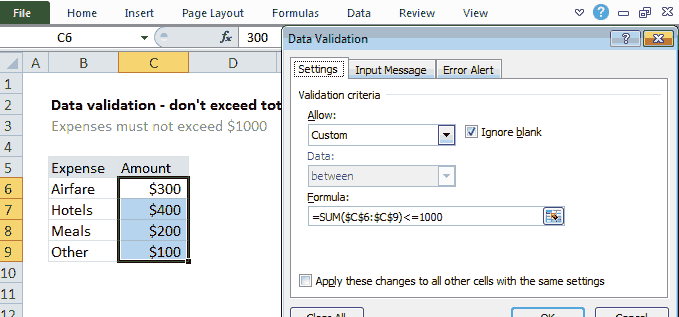 File Home Insert Page Layout Formulas Data Review View
C6 fx 300
A B C D
1
2 Data validation - don't exceed tot
3 Expenses must not exceed $1000
4
5 Expense Amount
6 Airfare $300
7 Hotels $400
8 Meals $200
9 Other $100
10
11
12
Data Validation
Settings Input Message Error Alert
Validation criteria
Allow:
Custom Ignore blank
Data:
between
Formula:
=SUM($C$6:$C$9)<=1000
Apply these changes to all other cells with the same settings
Clear All OK Cancel